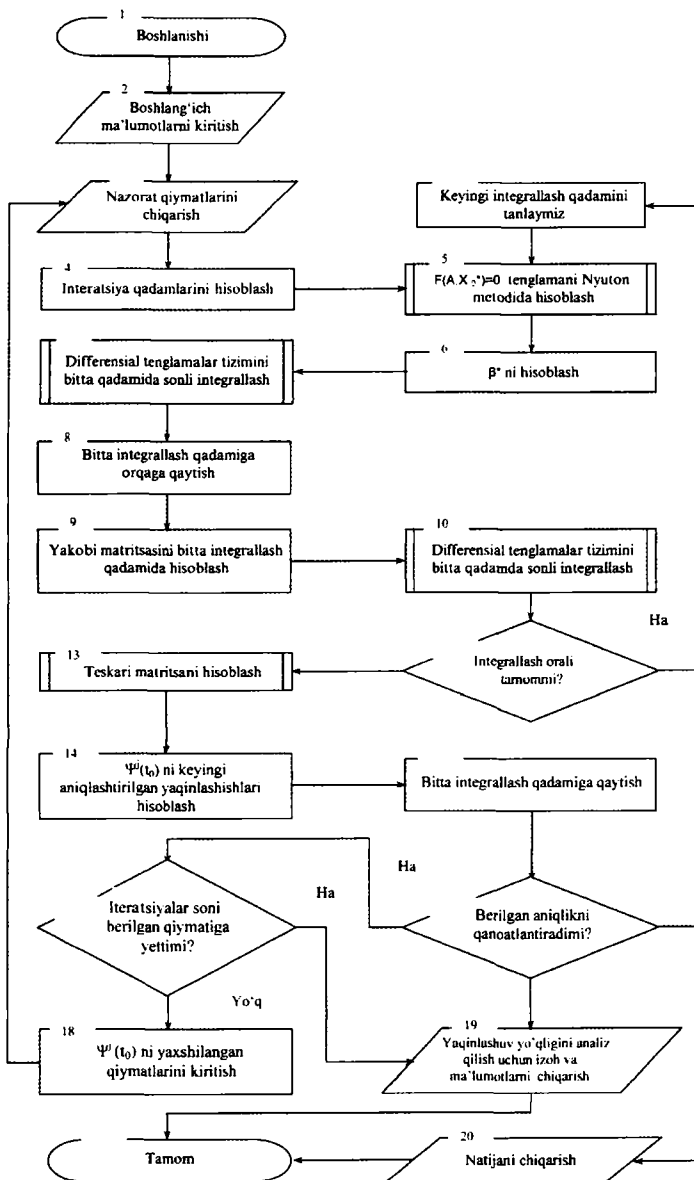 1
Boshlanishi
2
Boshlang‘ich
ma’lumotlarni kiritish
Nazorat qiymatlarini
chiqarish
Keyingi integrallash qadamini
tanlaymiz
4
Interatsiya qadamlarini hisoblash
5
F(A.X₂*)=0 tenglamani Nyuton
metodida hisoblash
Differensial tenglamalar tizimini
bitta qadamida sonli integrallash
6
β* ni hisoblash
8
Bitta integrallash qadamiga
orqaga qaytish
9
Yakobi matritsasini bitta integrallash
qadamida hisoblash
10
Differensial tenglamalar tizimini
bitta qadamda sonli integrallash
Ha
13
Teskari matritsani hisoblash
Integrallash orali
tamommi?
14
Ψʲ(t₀) ni keyingi
aniqlashtirilgan yaqinlashishlari
hisoblash
Bitta integrallash qadamiga qaytish
Ha
Ha
Iteratsiyalar soni
berilgan qiymatiga
yettimi?
Berilgan aniqlikni
qanoatlantiradimi?
Yo‘q
18
Ψʲ (t₀) ni yaxshilangan
qiymatlarini kiritish
19
Yaqinlashuv yo‘qligini analiz
qilish uchun izoh va
ma’lumotlarni chiqarish
Tamom
20
Natijani chiqarish